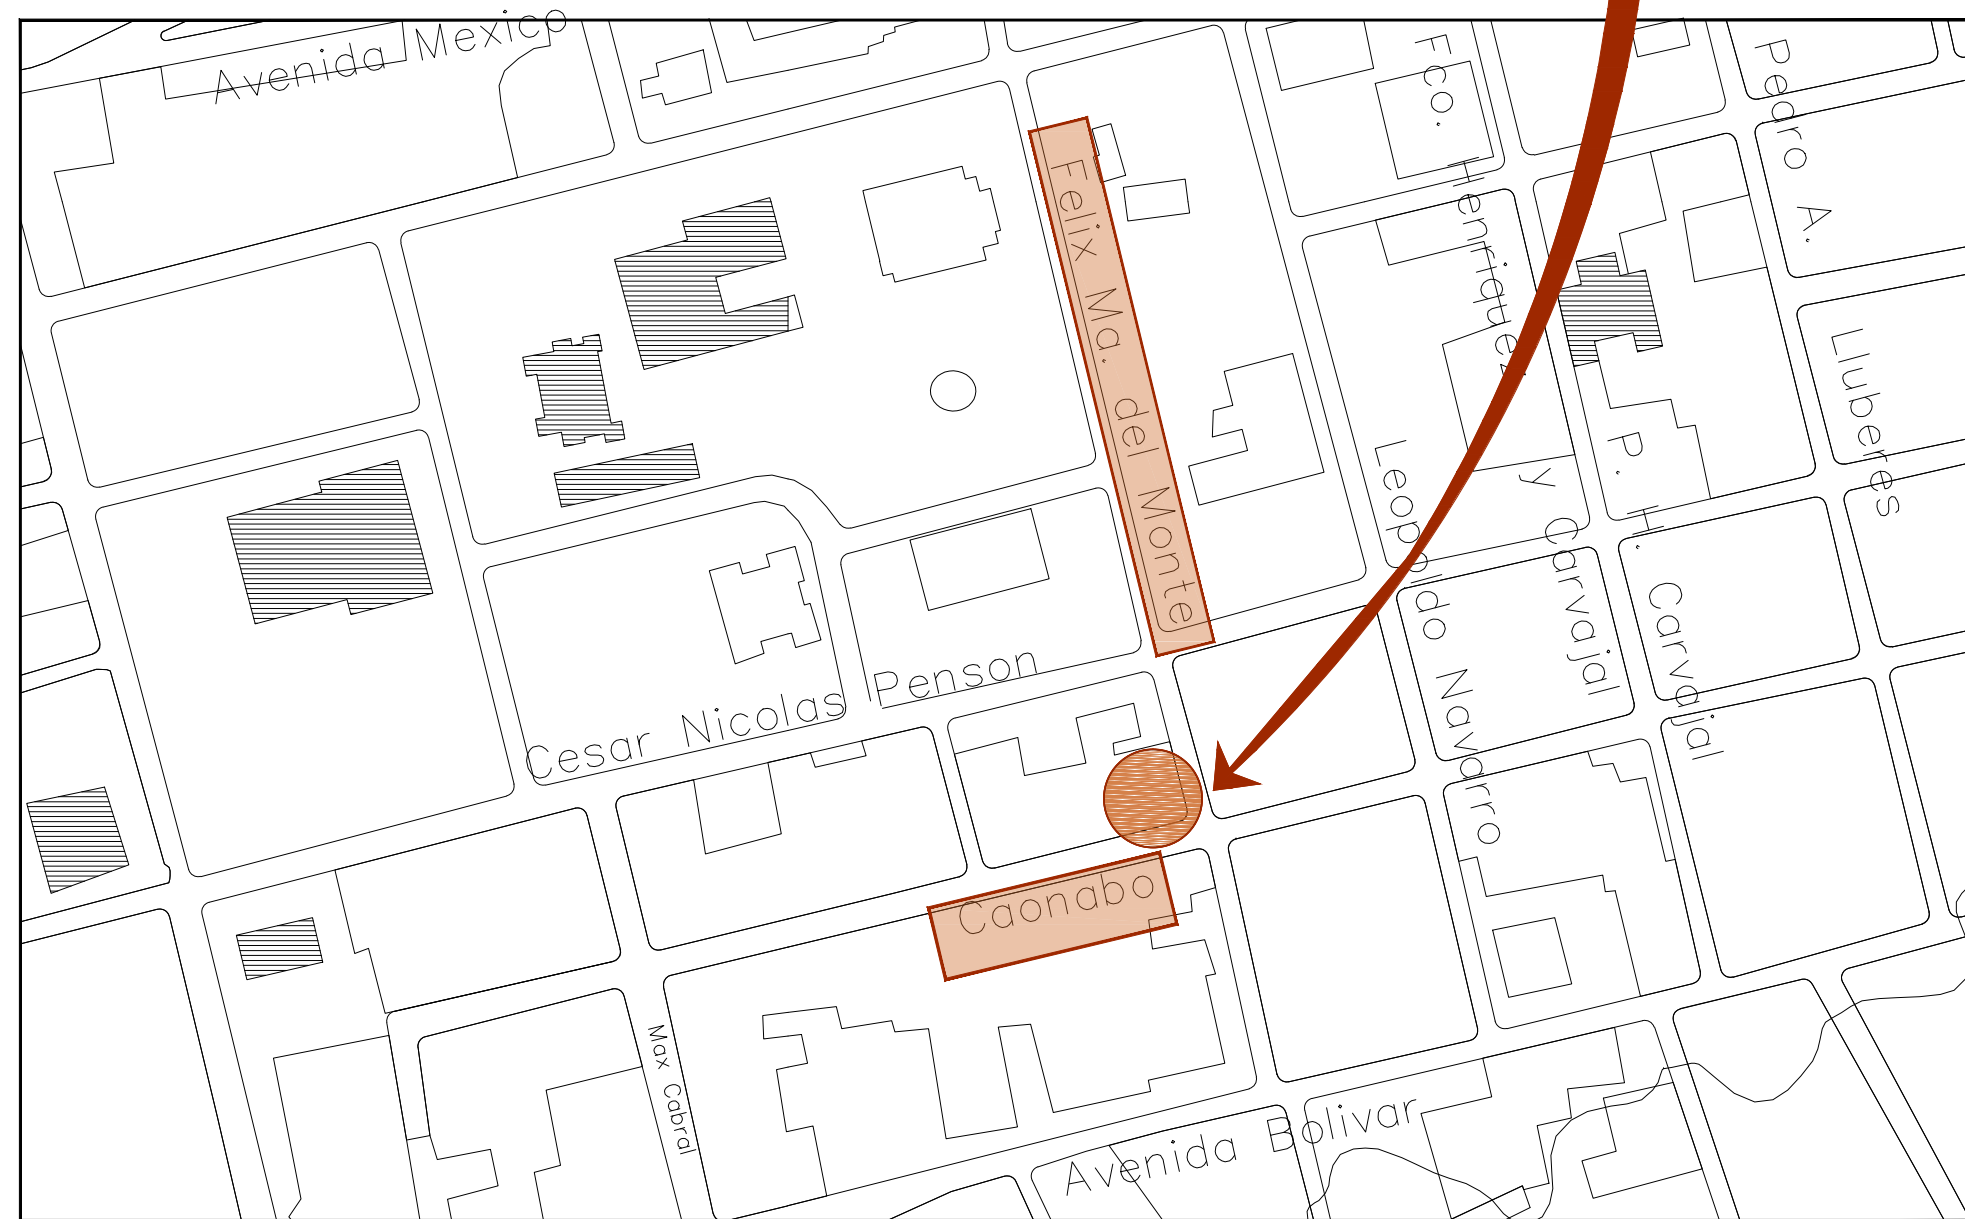 Avenida Mexico
Fco. Henriquez y Carvajal
Pedro A. Lluberes
Felix Ma. del Monte
P. H. Carvajal
Leopoldo Navarro
Cesar Nicolas Penson
Caonabo
Max Cabral
Avenida Bolivar